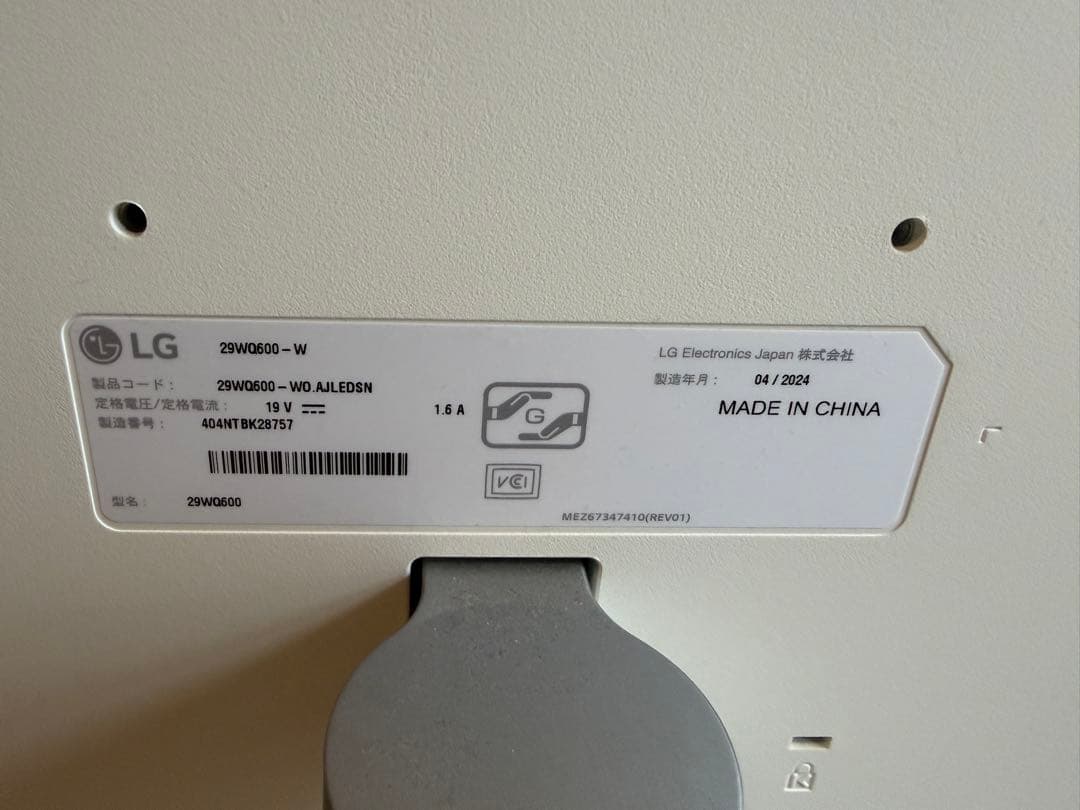 LG 29WQ600-W
製品コード: 29WQ600-WO.AJLEDSN
定格電圧/定格電流: 19 V 1.6 A
製造番号: 404NTBK28757
型名: 29WQ600
G
VCI
LG Electronics Japan 株式会社
製造年月: 04 / 2024
MADE IN CHINA
MEZ67347410(REV01)